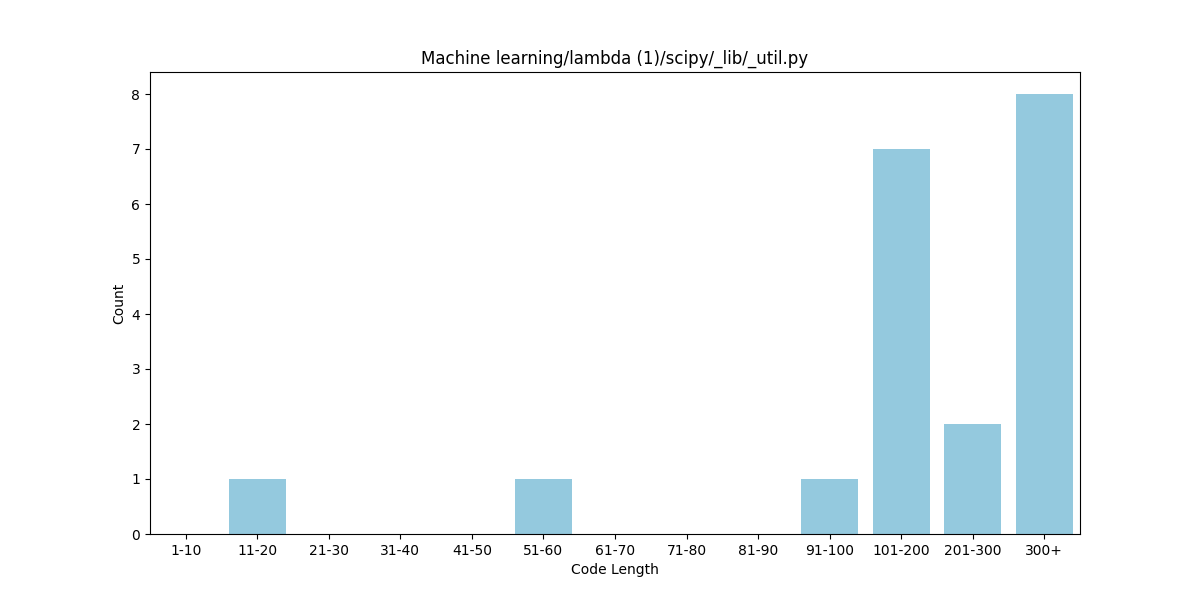 Machine learning/lambda (1)/scipy/_lib/_util.py
8
7
6
5
4
3
2
1
0
Count
1-10 11-20 21-30 31-40 41-50 51-60 61-70 71-80 81-90 91-100 101-200 201-300 300+
Code Length